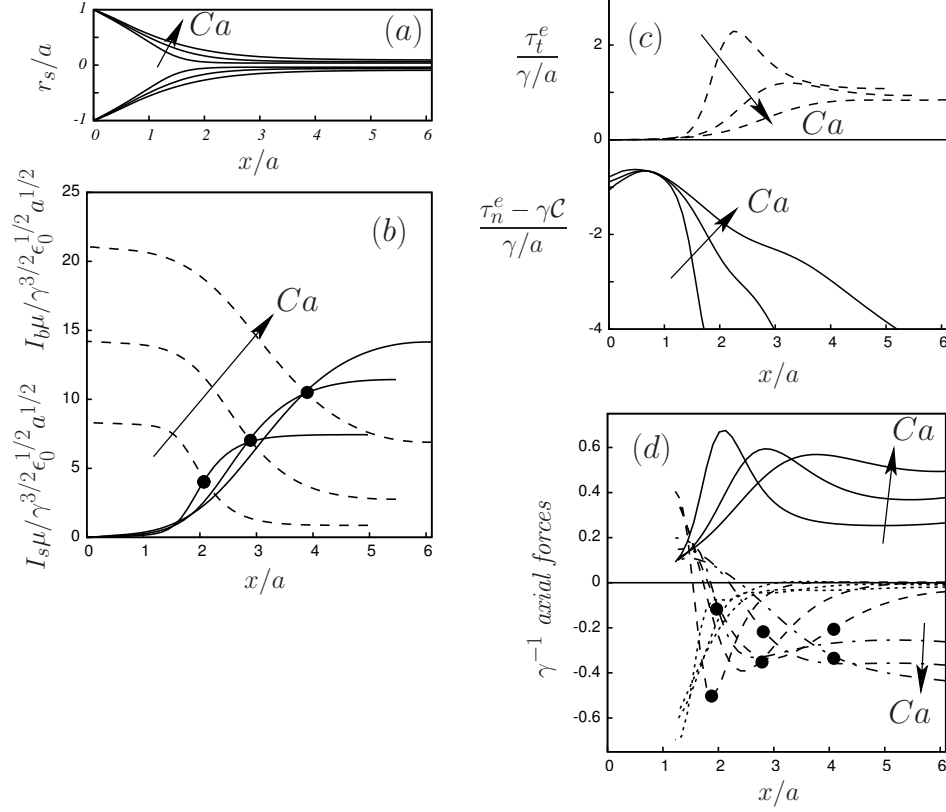 (a)
Ca
r_s/a
1
0
-1
0 1 2 3 4 5 6
x/a
(b)
Ca
I_sμ/γ^{3/2}ϵ_0^{1/2}a^{1/2} I_bμ/γ^{3/2}ϵ_0^{1/2}a^{1/2}
25
20
15
10
5
0
0 1 2 3 4 5 6
x/a
(c)
τ_t^e
γ/a
Ca
2
0
τ_n^e − γC
γ/a
Ca
-2
-4
0 1 2 3 4 5 6
x/a
(d)
Ca
γ^{−1} axial forces
0.6
0.4
0.2
0
-0.2
-0.4
-0.6
Ca
0 1 2 3 4 5 6
x/a